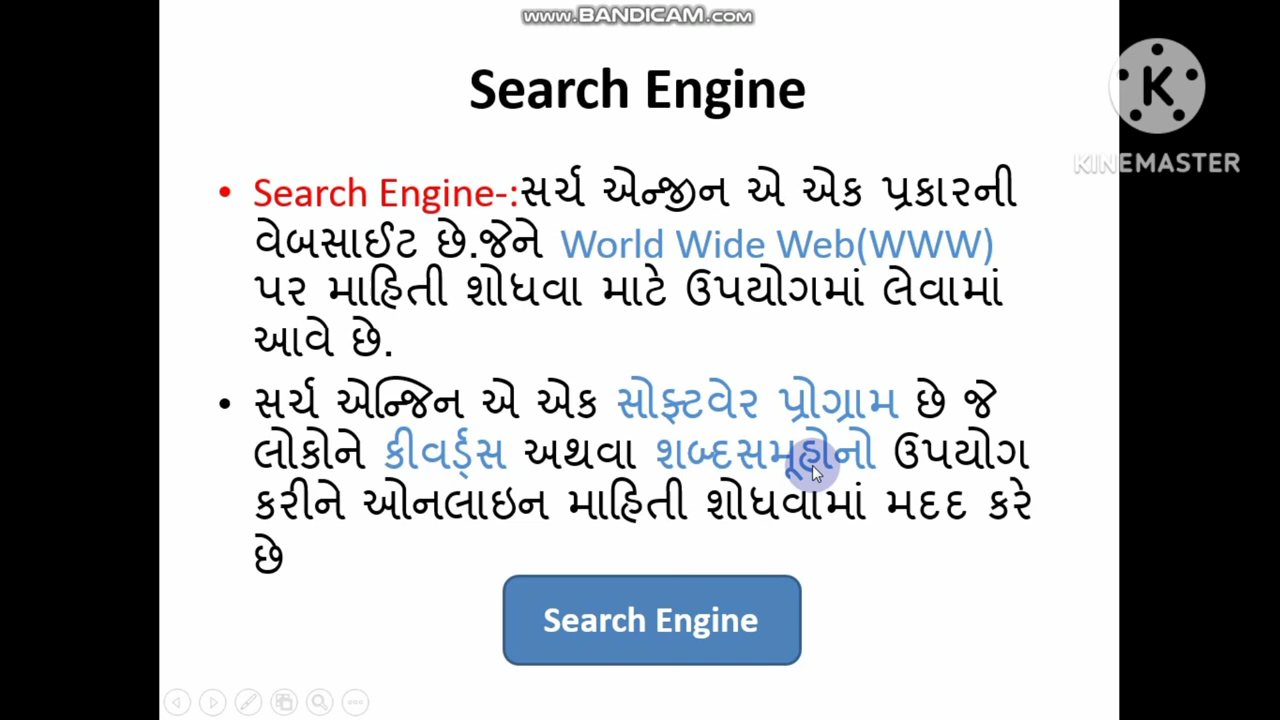 www.BANDICAM.com
Search Engine
KINEMASTER
• Search Engine-:સર્ચ એન્જીન એ એક પ્રકારની
વેબસાઈટ છે.જેને World Wide Web(WWW)
પર માહિતી શોધવા માટે ઉપયોગમાં લેવામાં
આવે છે.
• સર્ચ એન્જિન એ એક સોફ્ટવેર પ્રોગ્રામ છે જે
લોકોને કીવર્ડ્સ અથવા શબ્દસમૂહોનો ઉપયોગ
કરીને ઓનલાઇન માહિતી શોધવામાં મદદ કરે
છે
Search Engine